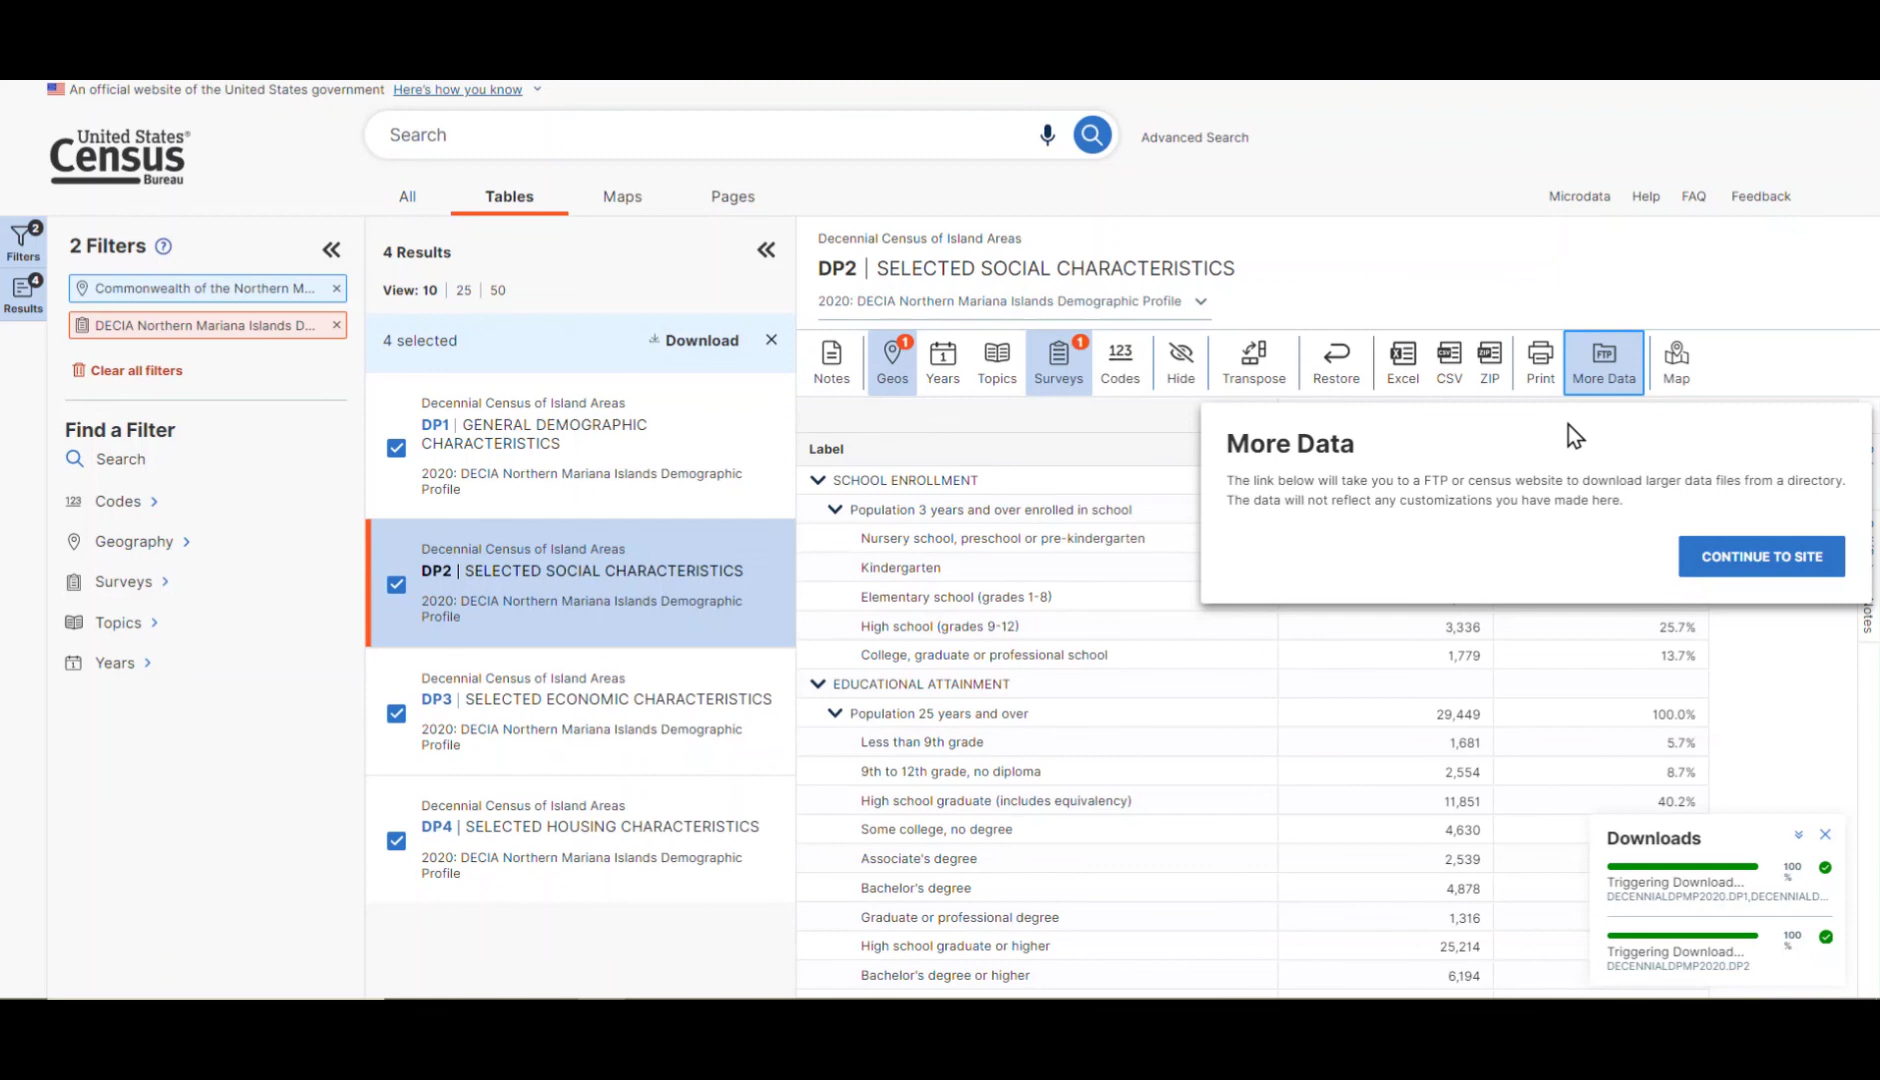 An official website of the United States government Here's how you know
United States®
Census
Bureau
Search
Advanced Search
All Tables Maps Pages
Microdata Help FAQ Feedback
2
Filters
4
Results
2 Filters
Commonwealth of the Northern M...
DECIA Northern Mariana Islands D...
Clear all filters
Find a Filter
Search
123 Codes
Geography
Surveys
Topics
1 Years
4 Results
View: 10 | 25 | 50
4 selected Download
Decennial Census of Island Areas
DP1 | GENERAL DEMOGRAPHIC
CHARACTERISTICS
2020: DECIA Northern Mariana Islands Demographic
Profile
Decennial Census of Island Areas
DP2 | SELECTED SOCIAL CHARACTERISTICS
2020: DECIA Northern Mariana Islands Demographic
Profile
Decennial Census of Island Areas
DP3 | SELECTED ECONOMIC CHARACTERISTICS
2020: DECIA Northern Mariana Islands Demographic
Profile
Decennial Census of Island Areas
DP4 | SELECTED HOUSING CHARACTERISTICS
2020: DECIA Northern Mariana Islands Demographic
Profile
Decennial Census of Island Areas
DP2 | SELECTED SOCIAL CHARACTERISTICS
2020: DECIA Northern Mariana Islands Demographic Profile
1 1 1 123 X CSV ZIP FTP
Notes Geos Years Topics Surveys Codes Hide Transpose Restore Excel CSV ZIP Print More Data Map
More Data
The link below will take you to a FTP or census website to download larger data files from a directory.
The data will not reflect any customizations you have made here.
CONTINUE TO SITE
Label
SCHOOL ENROLLMENT
Population 3 years and over enrolled in school
Nursery school, preschool or pre-kindergarten
Kindergarten
Elementary school (grades 1-8)
High school (grades 9-12) 3,336 25.7%
College, graduate or professional school 1,779 13.7%
EDUCATIONAL ATTAINMENT
Population 25 years and over 29,449 100.0%
Less than 9th grade 1,681 5.7%
9th to 12th grade, no diploma 2,554 8.7%
High school graduate (includes equivalency) 11,851 40.2%
Some college, no degree 4,630
Associate's degree 2,539
Bachelor's degree 4,878
Graduate or professional degree 1,316
High school graduate or higher 25,214
Bachelor's degree or higher 6,194
Downloads
100
%
Triggering Download...
DECENNIALDPMP2020.DP1,DECENNIALD...
100
%
Triggering Download...
DECENNIALDPMP2020.DP2